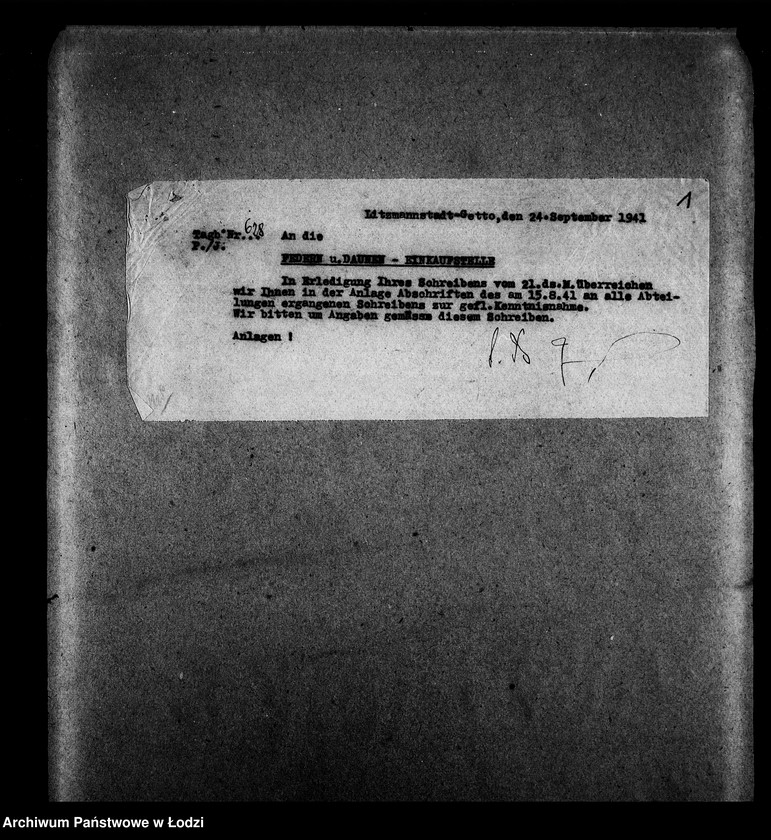 1
Litzmannstadt-Getto,den 24.September 1941
Tagb'Nr...628
P./J.
An die
FEDERN u.DAUNEN - EINKAUFSTELLE
In Erledigung Ihres Schreibens vom 21.ds.M.überreichen
wir Ihnen in der Anlage Abschriften des am 15.8.41 an alle Abtei-
lungen ergangenen Schreibens zur gefl.Kenntnisnahme.
Wir bitten um Angaben gemäss diesem Schreiben.
Anlagen !
Archiwum Państwowe w Łodzi